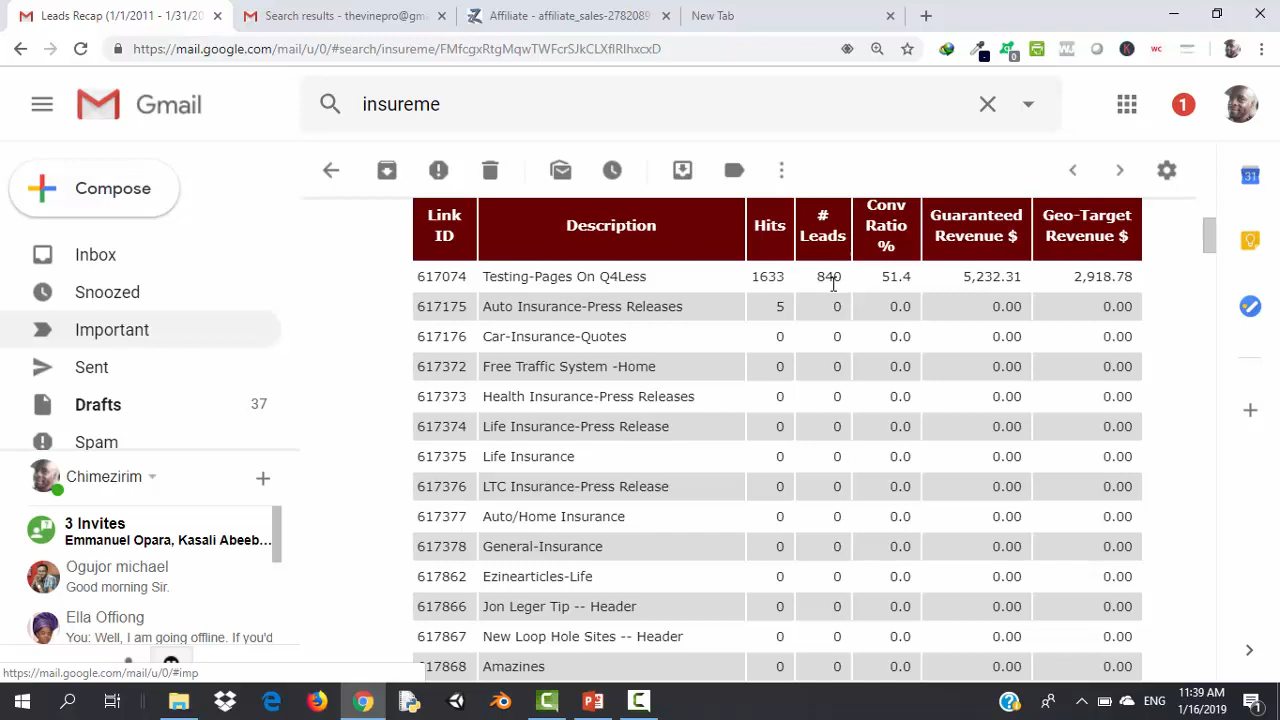 Leads Recap (1/1/2011 - 1/31/20
Search results - thevinepro@gm
Affiliate - affiliate_sales-2782089
New Tab
https://mail.google.com/mail/u/0/#search/insureme/FMfcgxRtgMqwTWFcrSJkCLXflRlhxcxD
Gmail
insureme
1
Compose
31
Inbox
Snoozed
Important
Sent
Drafts 37
Spam
Chimezirim
3 Invites
Emmanuel Opara, Kasali Abeeb...
Ogujor michael
Good morning Sir.
Ella Offiong
You: Well, I am going offline. If you'd
Link ID Description Hits # Leads Conv Ratio % Guaranteed Revenue $ Geo-Target Revenue $
617074 Testing-Pages On Q4Less 1633 840 51.4 5,232.31 2,918.78
617175 Auto Insurance-Press Releases 5 0 0.0 0.00 0.00
617176 Car-Insurance-Quotes 0 0 0.0 0.00 0.00
617372 Free Traffic System -Home 0 0 0.0 0.00 0.00
617373 Health Insurance-Press Releases 0 0 0.0 0.00 0.00
617374 Life Insurance-Press Release 0 0 0.0 0.00 0.00
617375 Life Insurance 0 0 0.0 0.00 0.00
617376 LTC Insurance-Press Release 0 0 0.0 0.00 0.00
617377 Auto/Home Insurance 0 0 0.0 0.00 0.00
617378 General-Insurance 0 0 0.0 0.00 0.00
617862 Ezinearticles-Life 0 0 0.0 0.00 0.00
617866 Jon Leger Tip -- Header 0 0 0.0 0.00 0.00
617867 New Loop Hole Sites -- Header 0 0 0.0 0.00 0.00
Amazines 0 0 0.0 0.00 0.00
https://mail.google.com/mail/u/0/#imp
ENG
11:39 AM
1/16/2019
1